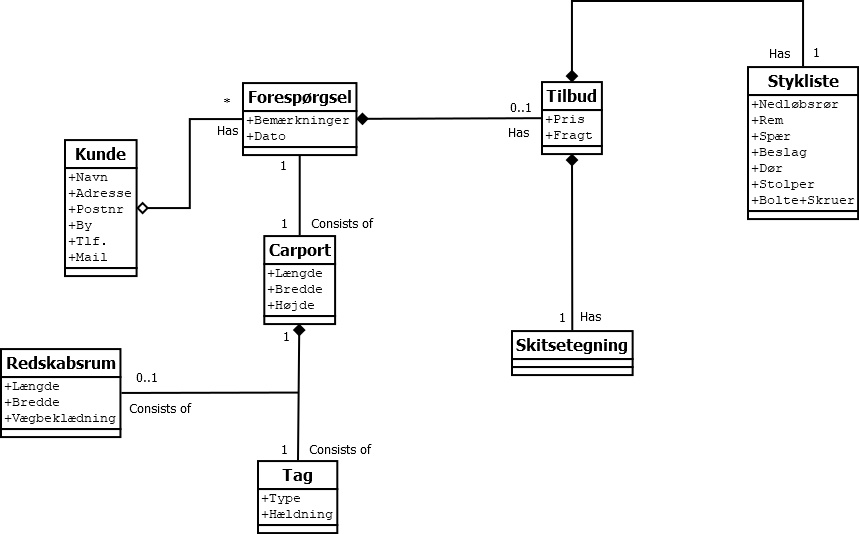 Kunde
+Navn
+Adresse
+Postnr
+By
+Tlf.
+Mail
*
Has
Forespørgsel
+Bemærkninger
+Dato
0..1
Has
Tilbud
+Pris
+Fragt
Has
1
Stykliste
+Nedløbsrør
+Rem
+Spær
+Beslag
+Dør
+Stolper
+Bolte+Skruer
1
1
Consists of
Carport
+Længde
+Bredde
+Højde
1
1
Has
Skitsetegning
Redskabsrum
+Længde
+Bredde
+Vægbeklædning
0..1
Consists of
1
Consists of
Tag
+Type
+Hældning